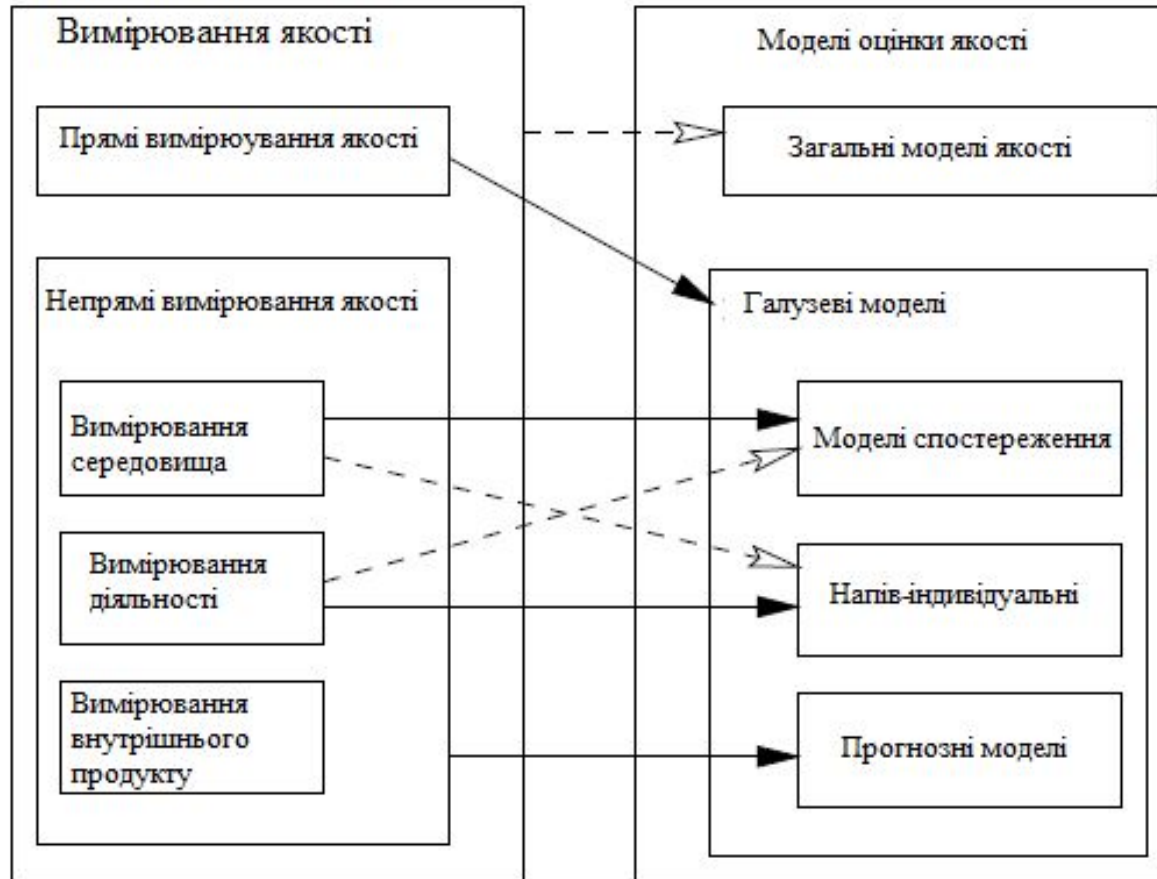 Вимірювання якості
Прямі вимірюування якості
Непрямі вимірювання якості
Вимірювання
середовища
Вимірювання
діяльності
Вимірювання
внутрішнього
продукту
Моделі оцінки якості
Загальні моделі якості
Галузеві моделі
Моделі спостереження
Напів-індивідуальні
Прогнозні моделі